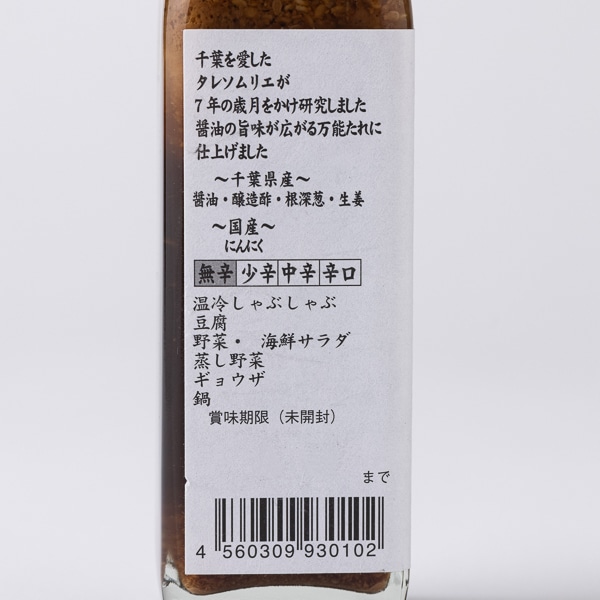 千葉を愛した
タレソムリエが
7年の歳月をかけ研究しました
醤油の旨味が広がる万能たれに
仕上げました
～千葉県産～
醤油・醸造酢・根深葱・生姜
～国産～
にんにく
無辛 少辛 中辛 辛口
温冷しゃぶしゃぶ
豆腐
野菜・ 海鮮サラダ
蒸し野菜
ギョウザ
鍋
賞味期限（未開封）
まで
4 560309 930102